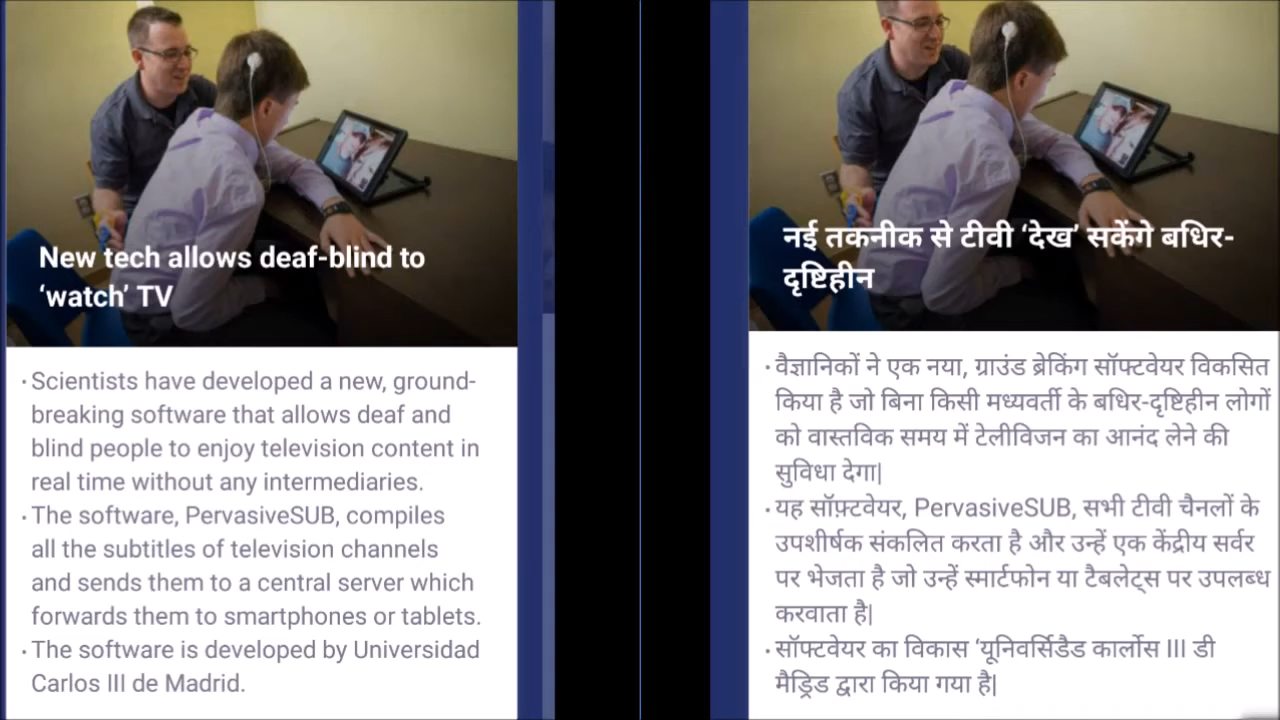 New tech allows deaf-blind to
‘watch’ TV
· Scientists have developed a new, ground-
breaking software that allows deaf and
blind people to enjoy television content in
real time without any intermediaries.
· The software, PervasiveSUB, compiles
all the subtitles of television channels
and sends them to a central server which
forwards them to smartphones or tablets.
· The software is developed by Universidad
Carlos III de Madrid.
नई तकनीक से टीवी ‘देख’ सकेंगे बधिर-
दृष्टिहीन
· वैज्ञानिकों ने एक नया, ग्राउंड ब्रेकिंग सॉफ्टवेयर विकसित
किया है जो बिना किसी मध्यवर्ती के बधिर-दृष्टिहीन लोगों
को वास्तविक समय में टेलीविजन का आनंद लेने की
सुविधा देगा|
· यह सॉफ़्टवेयर, PervasiveSUB, सभी टीवी चैनलों के
उपशीर्षक संकलित करता है और उन्हें एक केंद्रीय सर्वर
पर भेजता है जो उन्हें स्मार्टफोन या टैबलेट्स पर उपलब्ध
करवाता है|
· सॉफ्टवेयर का विकास ‘यूनिवर्सिडैड कार्लोस III डी
मैड्रिड द्वारा किया गया है|